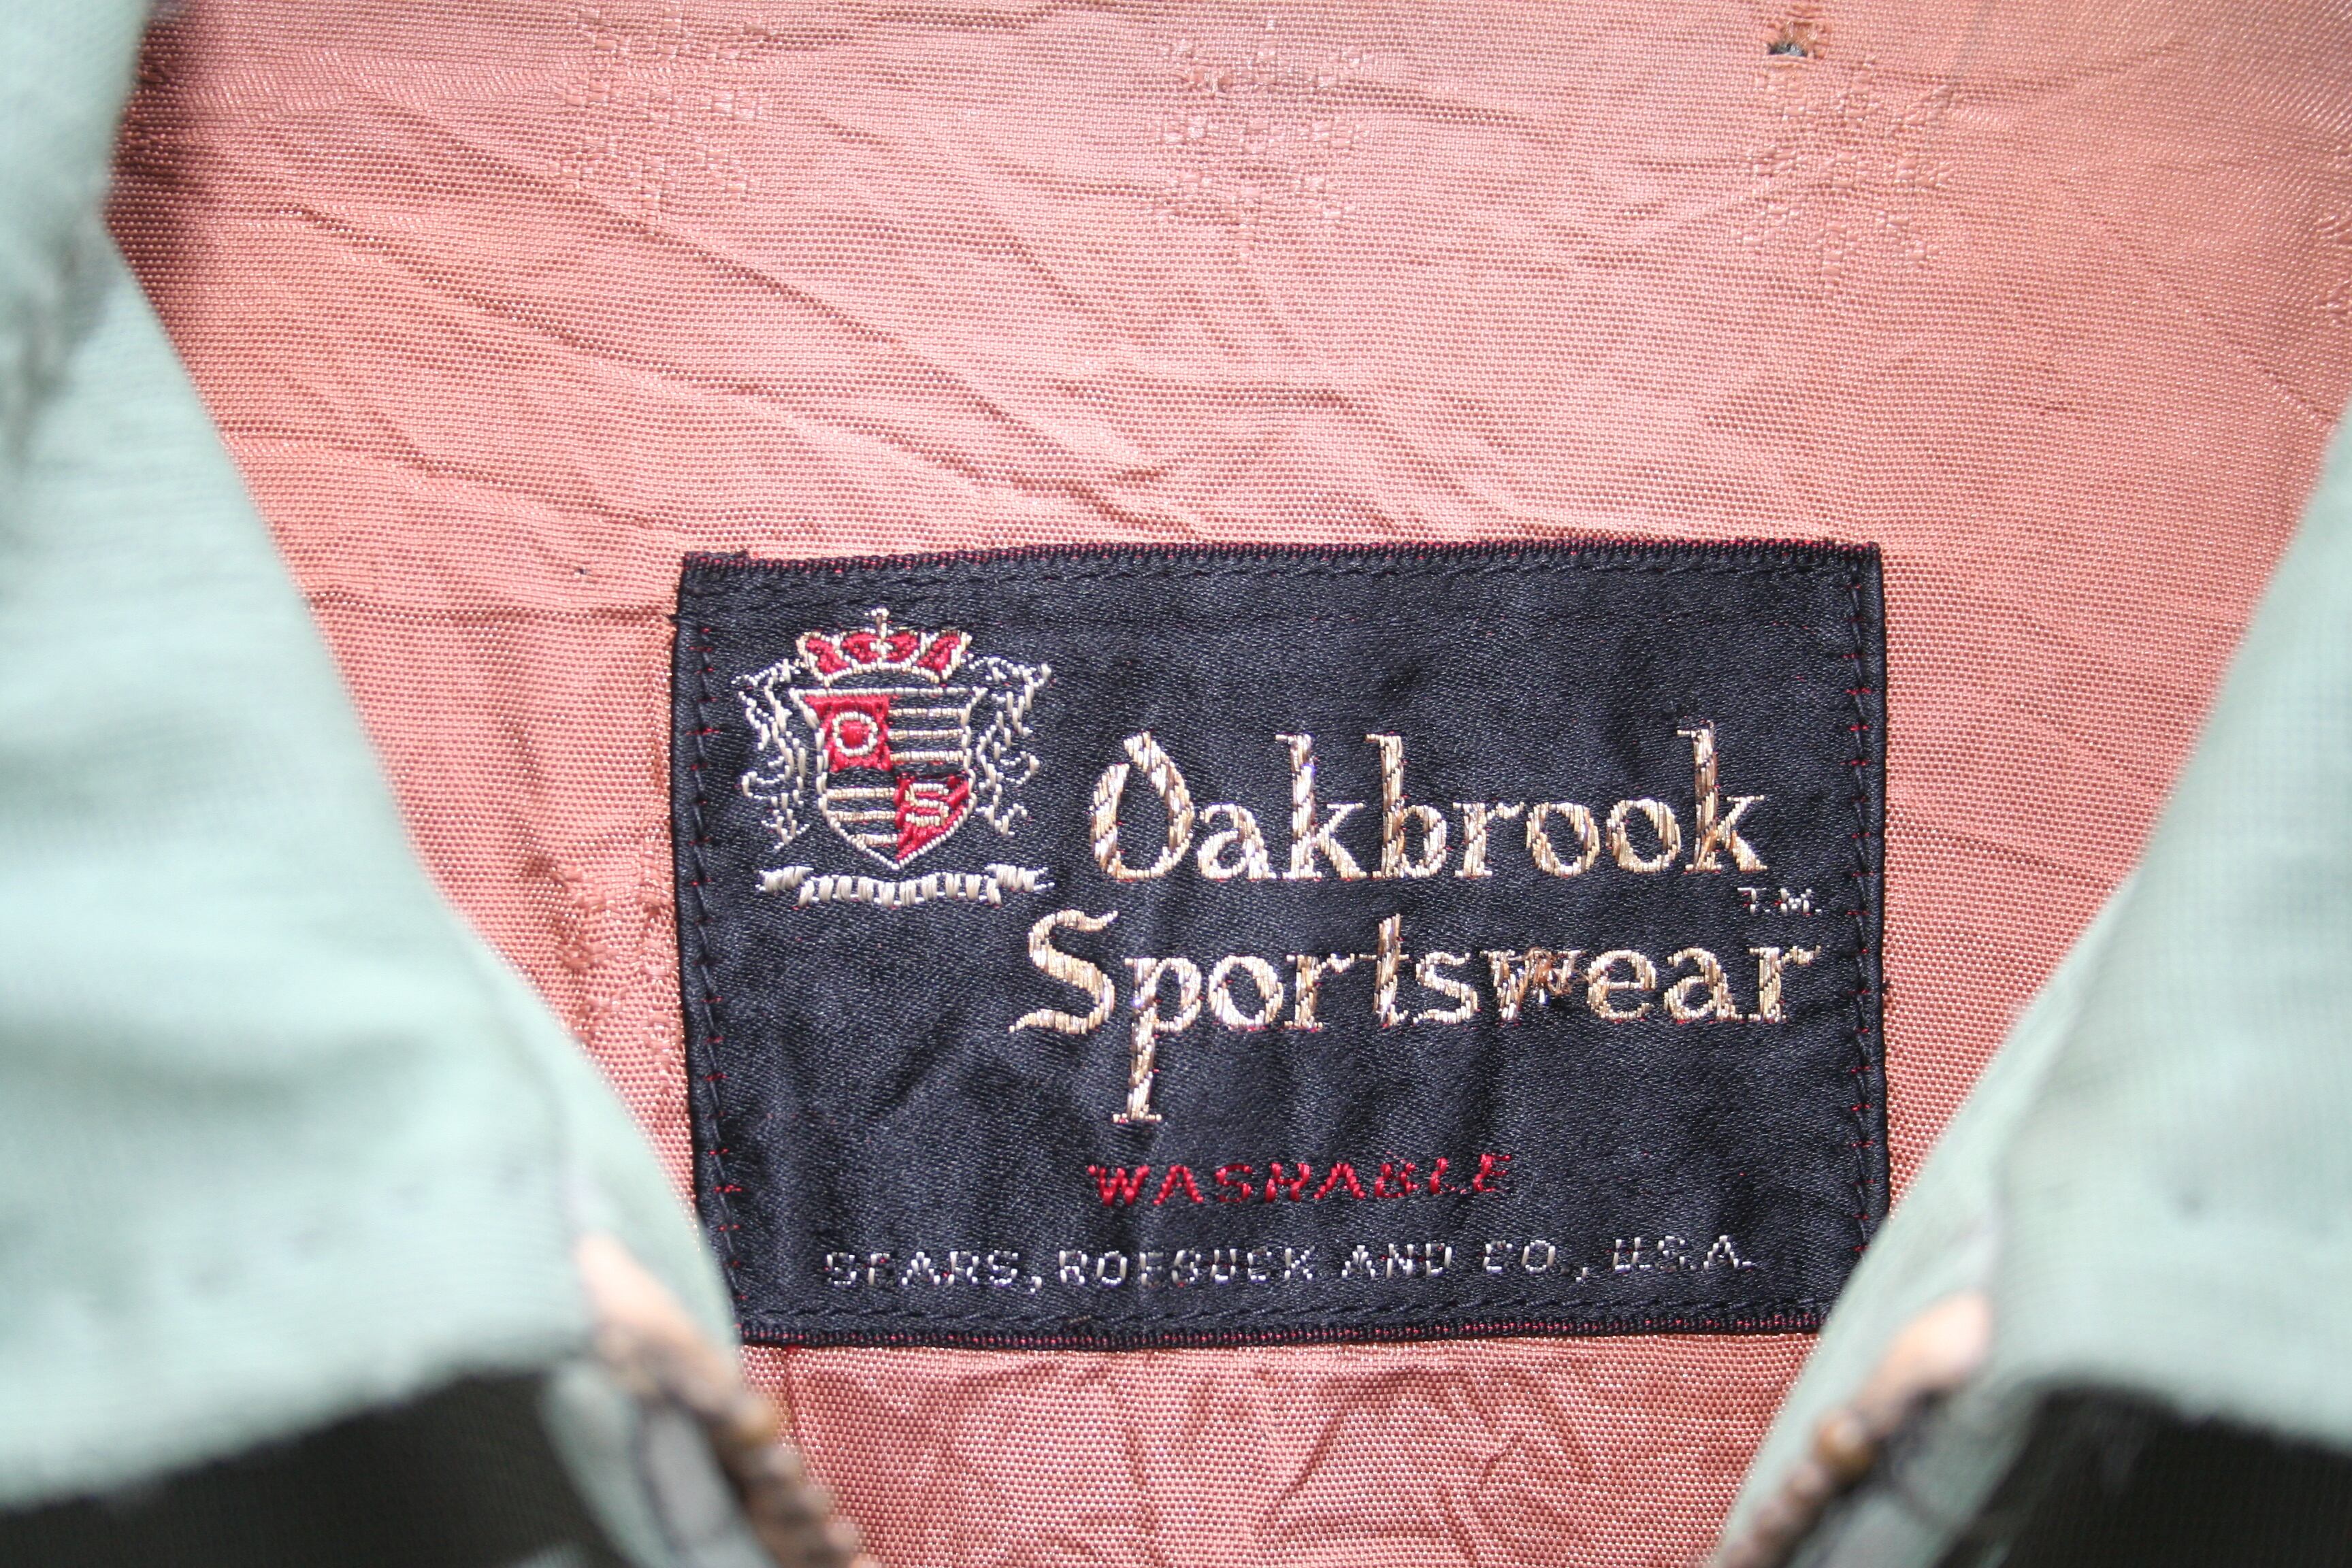 O
S
Oakbrook
T.M.
Sportswear
WASHABLE
SEARS, ROEBUCK AND CO., U.S.A.